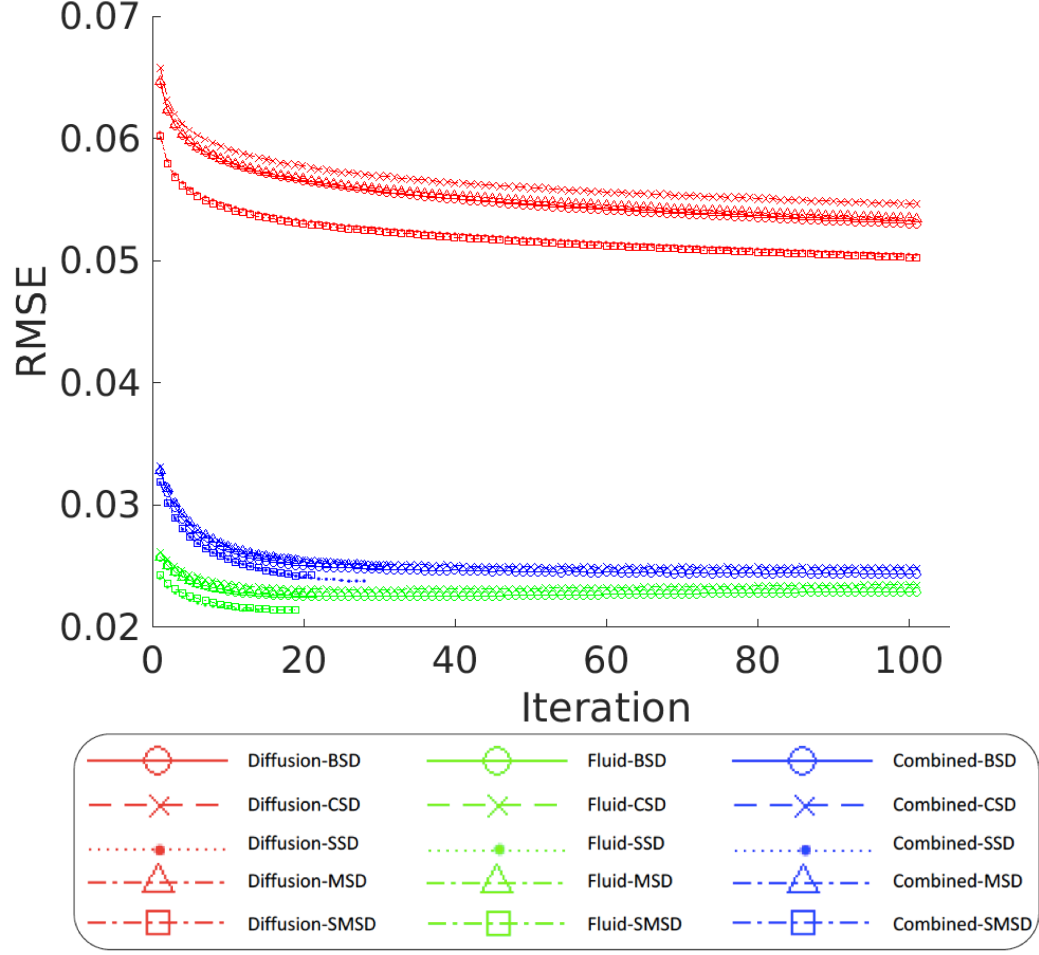 0.07
0.06
0.05
0.04
0.03
0.02
RMSE
0 20 40 60 80 100
Iteration
Diffusion-BSD Fluid-BSD Combined-BSD
Diffusion-CSD Fluid-CSD Combined-CSD
Diffusion-SSD Fluid-SSD Combined-SSD
Diffusion-MSD Fluid-MSD Combined-MSD
Diffusion-SMSD Fluid-SMSD Combined-SMSD